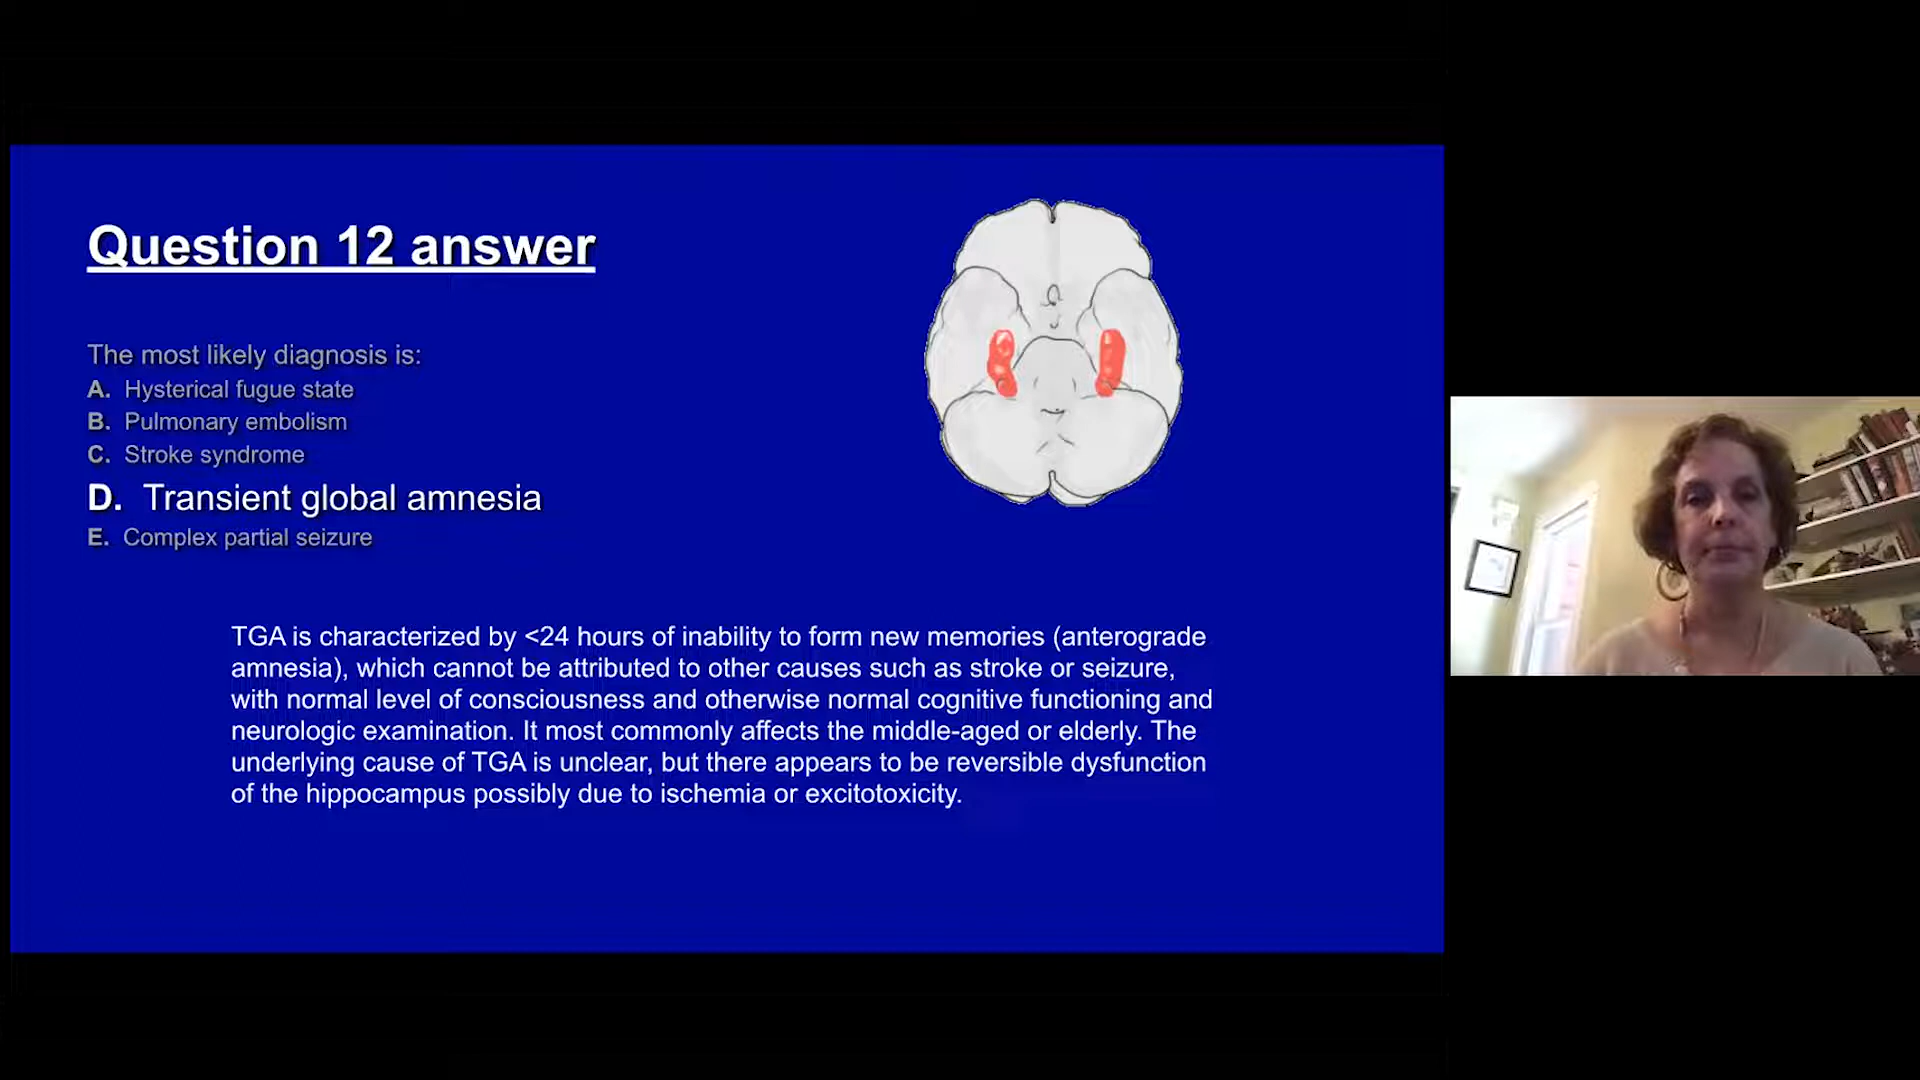 Question 12 answer
The most likely diagnosis is:
A. Hysterical fugue state
B. Pulmonary embolism
C. Stroke syndrome
D. Transient global amnesia
E. Complex partial seizure
TGA is characterized by <24 hours of inability to form new memories (anterograde
amnesia), which cannot be attributed to other causes such as stroke or seizure,
with normal level of consciousness and otherwise normal cognitive functioning and
neurologic examination. It most commonly affects the middle-aged or elderly. The
underlying cause of TGA is unclear, but there appears to be reversible dysfunction
of the hippocampus possibly due to ischemia or excitotoxicity.